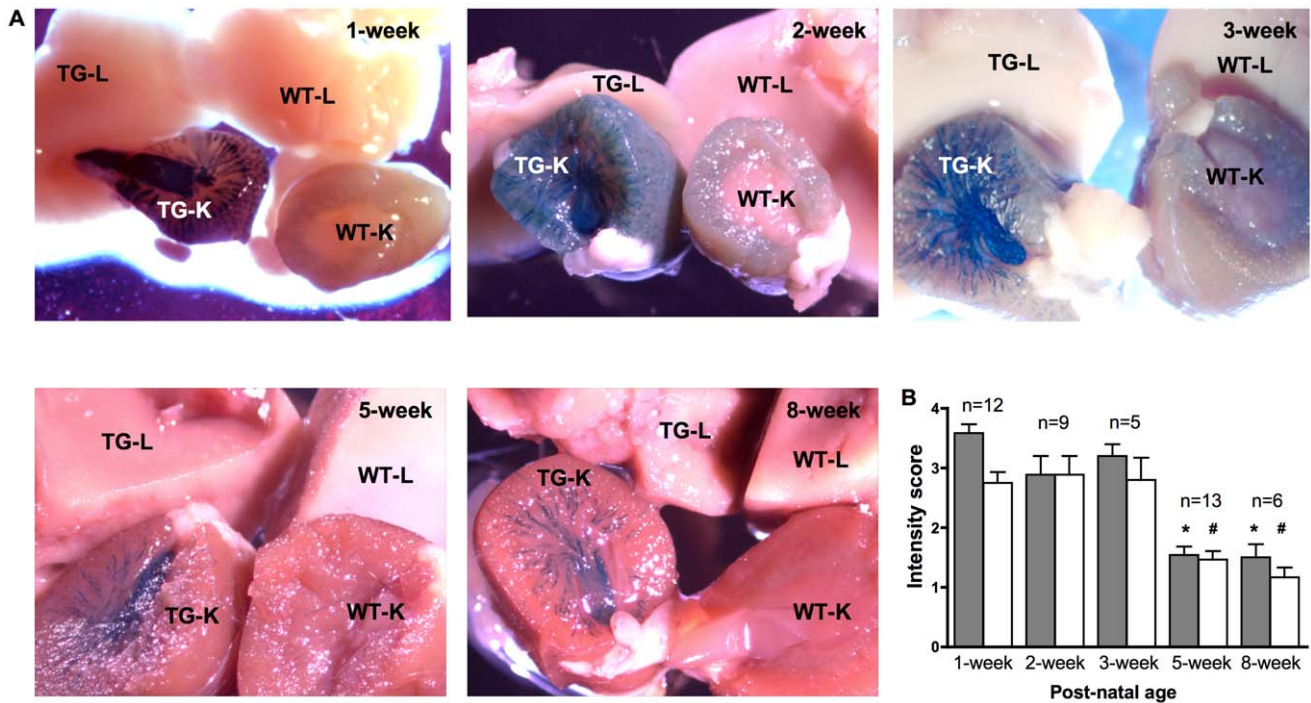 A
1-week
TG-L
WT-L
TG-K
WT-K
2-week
TG-L
WT-L
TG-K
WT-K
3-week
TG-L
WT-L
TG-K
WT-K
5-week
TG-L
WT-L
TG-K
WT-K
8-week
TG-L
TG-K
WT-L
WT-K
B
4
n=12
n=9
n=5
3
n=13
n=6
2
* # * #
1
0
Intensity score
1-week 2-week 3-week 5-week 8-week
Post-natal age